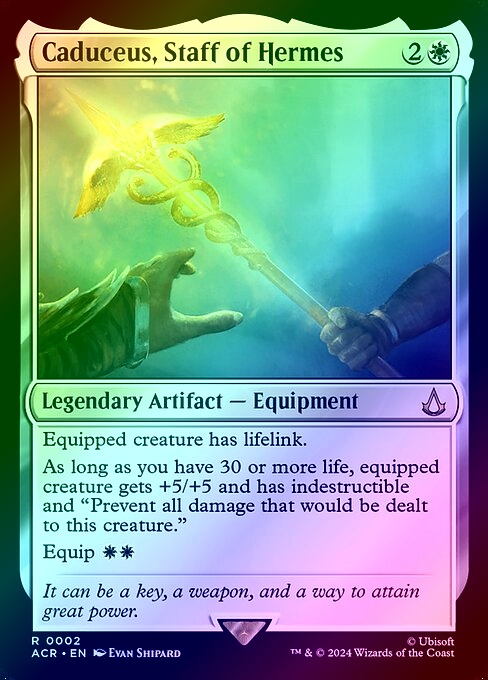 Caduceus, Staff of Hermes 2
Legendary Artifact — Equipment
Equipped creature has lifelink.
As long as you have 30 or more life, equipped
creature gets +5/+5 and has indestructible
and “Prevent all damage that would be dealt
to this creature.”
Equip
It can be a key, a weapon, and a way to attain
great power.
R 0002
ACR • EN Evan Shipard
© Ubisoft
™ & © 2024 Wizards of the Coast